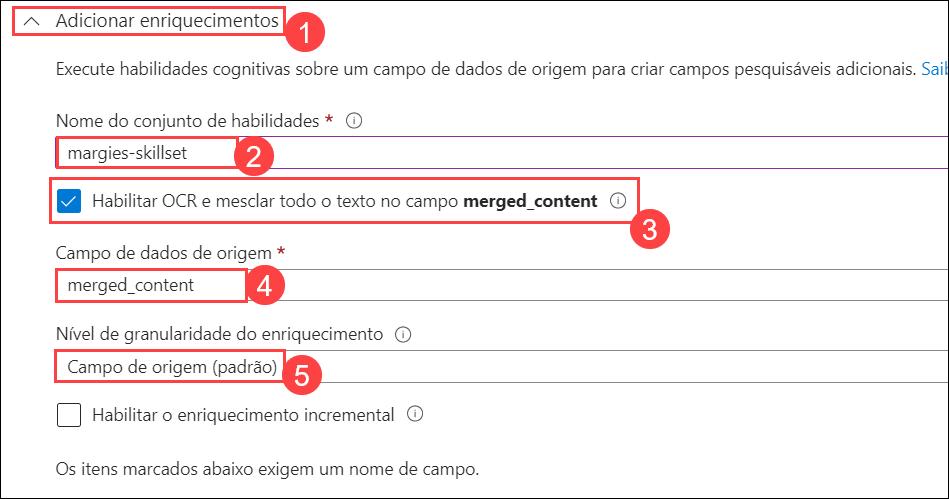 Adicionar enriquecimentos
1
Execute habilidades cognitivas sobre um campo de dados de origem para criar campos pesquisáveis adicionais. Saib
Nome do conjunto de habilidades *
margies-skillset
2
Habilitar OCR e mesclar todo o texto no campo merged_content
3
Campo de dados de origem *
merged_content
4
Nível de granularidade do enriquecimento
Campo de origem (padrão)
5
Habilitar o enriquecimento incremental
Os itens marcados abaixo exigem um nome de campo.